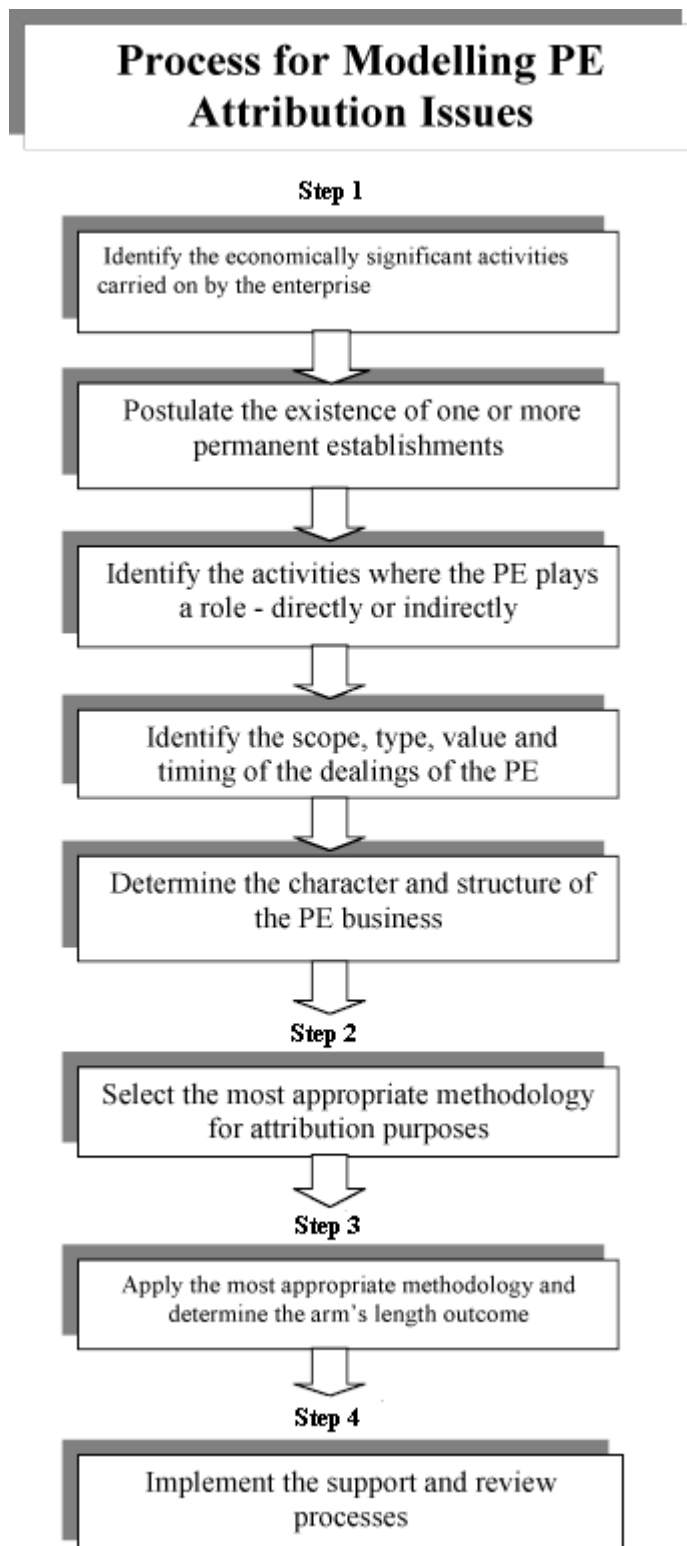 Process for Modelling PE
Attribution Issues
Step 1
Identify the economically significant activities
carried on by the enterprise
Postulate the existence of one or more
permanent establishments
Identify the activities where the PE plays
a role - directly or indirectly
Identify the scope, type, value and
timing of the dealings of the PE
Determine the character and structure of
the PE business
Step 2
Select the most appropriate methodology
for attribution purposes
Step 3
Apply the most appropriate methodology and
determine the arm's length outcome
Step 4
Implement the support and review
processes